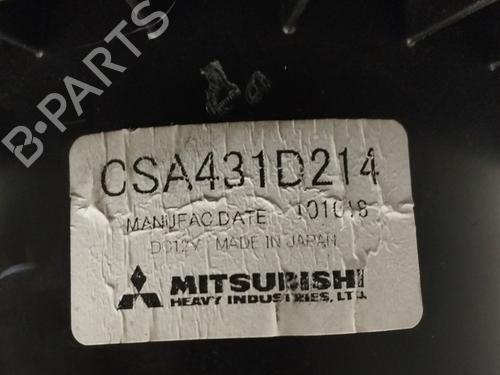 B-PARTS
CSA431D214
MANUFAC.DATE 101018
DC12V MADE IN JAPAN
MITSUBISHI
HEAVY INDUSTRIES, LTD.